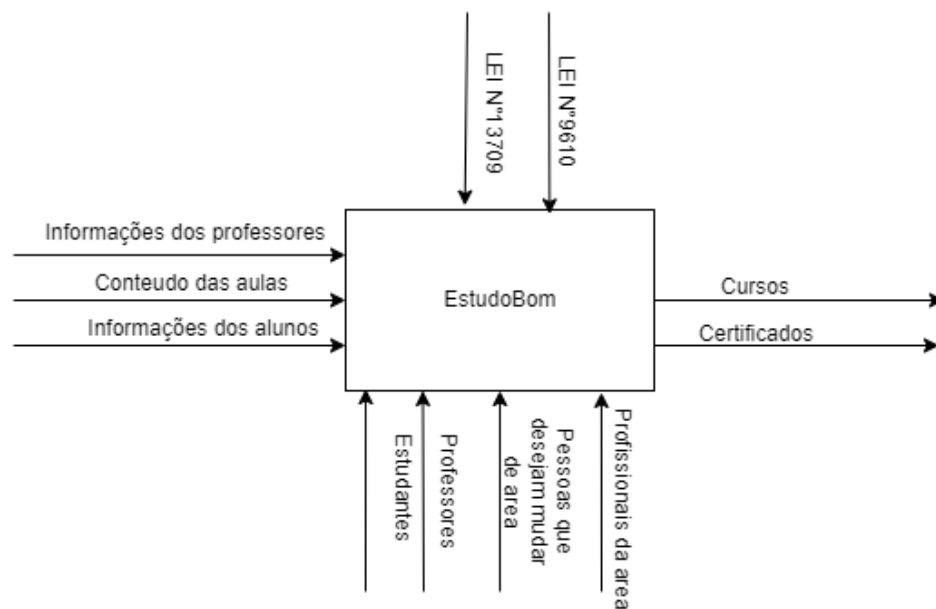 LEI N°13709
LEI N°9610
Informações dos professores
Conteudo das aulas
Informações dos alunos
EstudoBom
Cursos
Certificados
Estudantes
Professores
Pessoas que
desejam mudar
de area
Profissionais da area